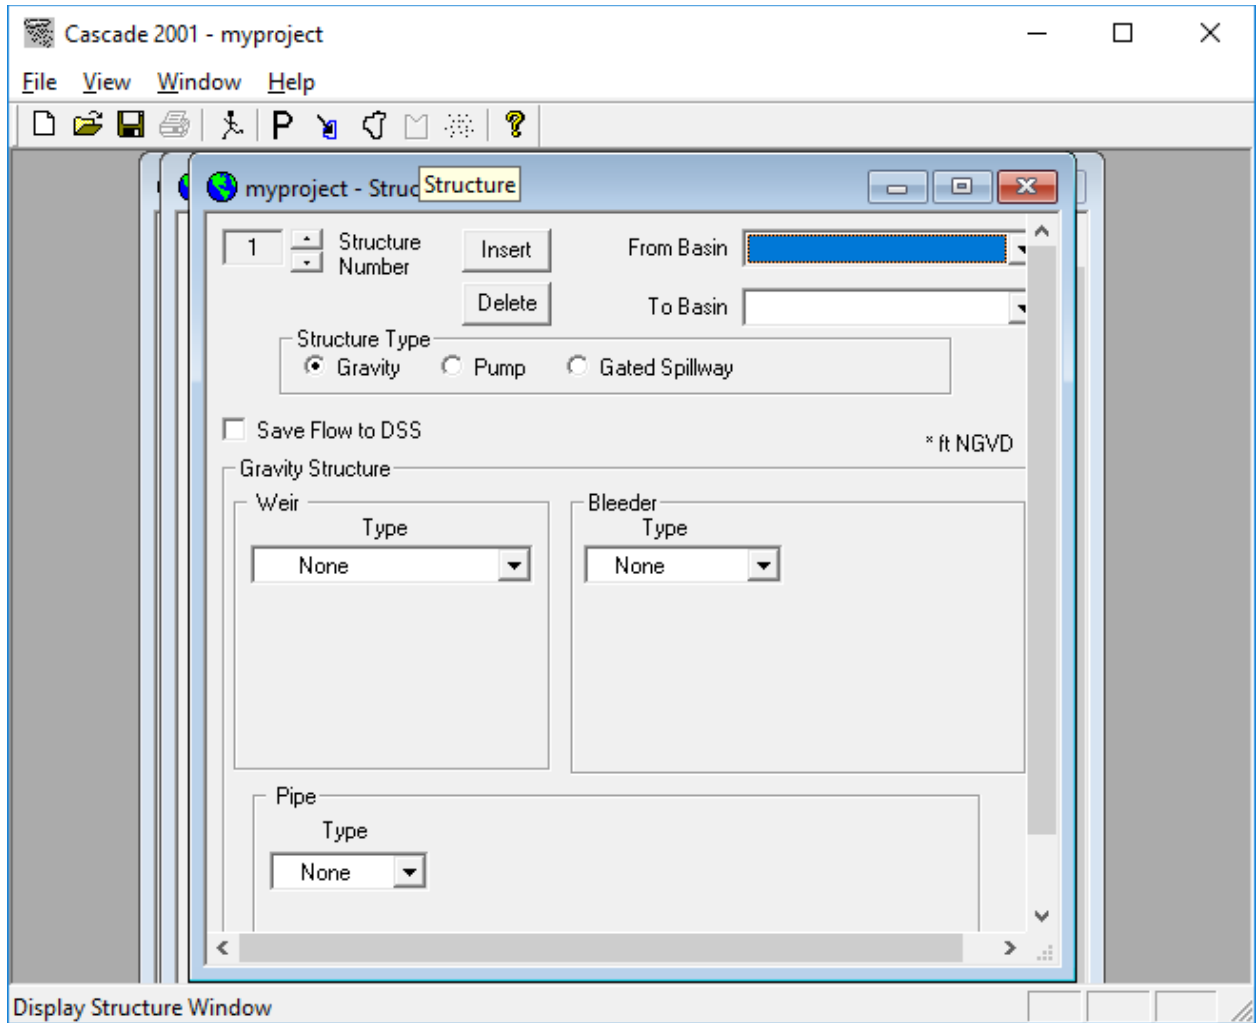 Cascade 2001 - myproject
File View Window Help
P
myproject - Struc
Structure
1
Structure
Number
Insert
From Basin
Delete
To Basin
Structure Type
Gravity
Pump
Gated Spillway
Save Flow to DSS
* ft NGVD
Gravity Structure
Weir
Type
None
Bleeder
Type
None
Pipe
Type
None
Display Structure Window